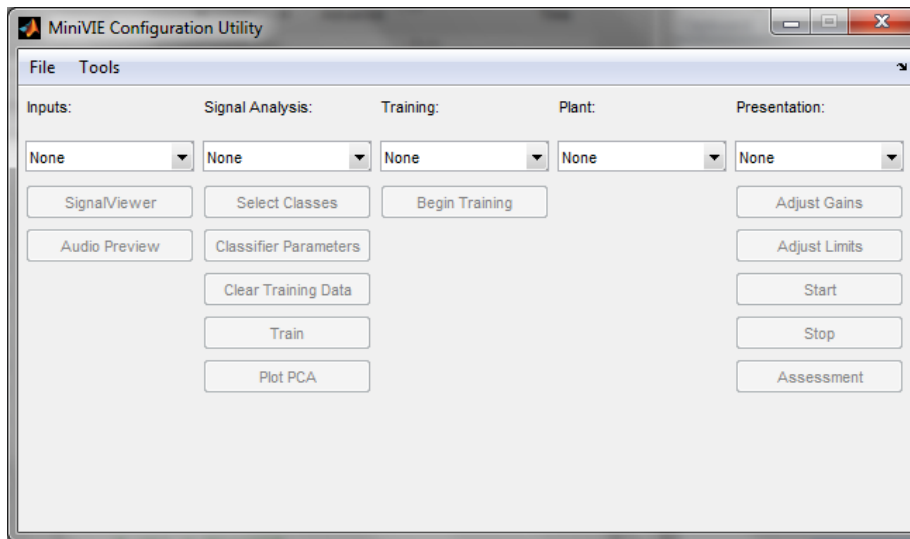 MiniVIE Configuration Utility
File Tools
Inputs: Signal Analysis: Training: Plant: Presentation:
None None None None None
SignalViewer Select Classes Begin Training Adjust Gains
Audio Preview Classifier Parameters Adjust Limits
Clear Training Data Start
Train Stop
Plot PCA Assessment